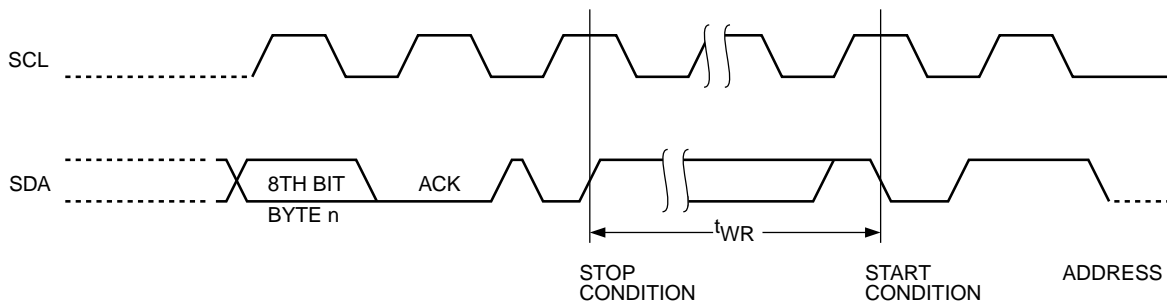 SCL
SDA
8TH BIT
ACK
BYTE n
tWR
STOP
CONDITION
START
CONDITION
ADDRESS